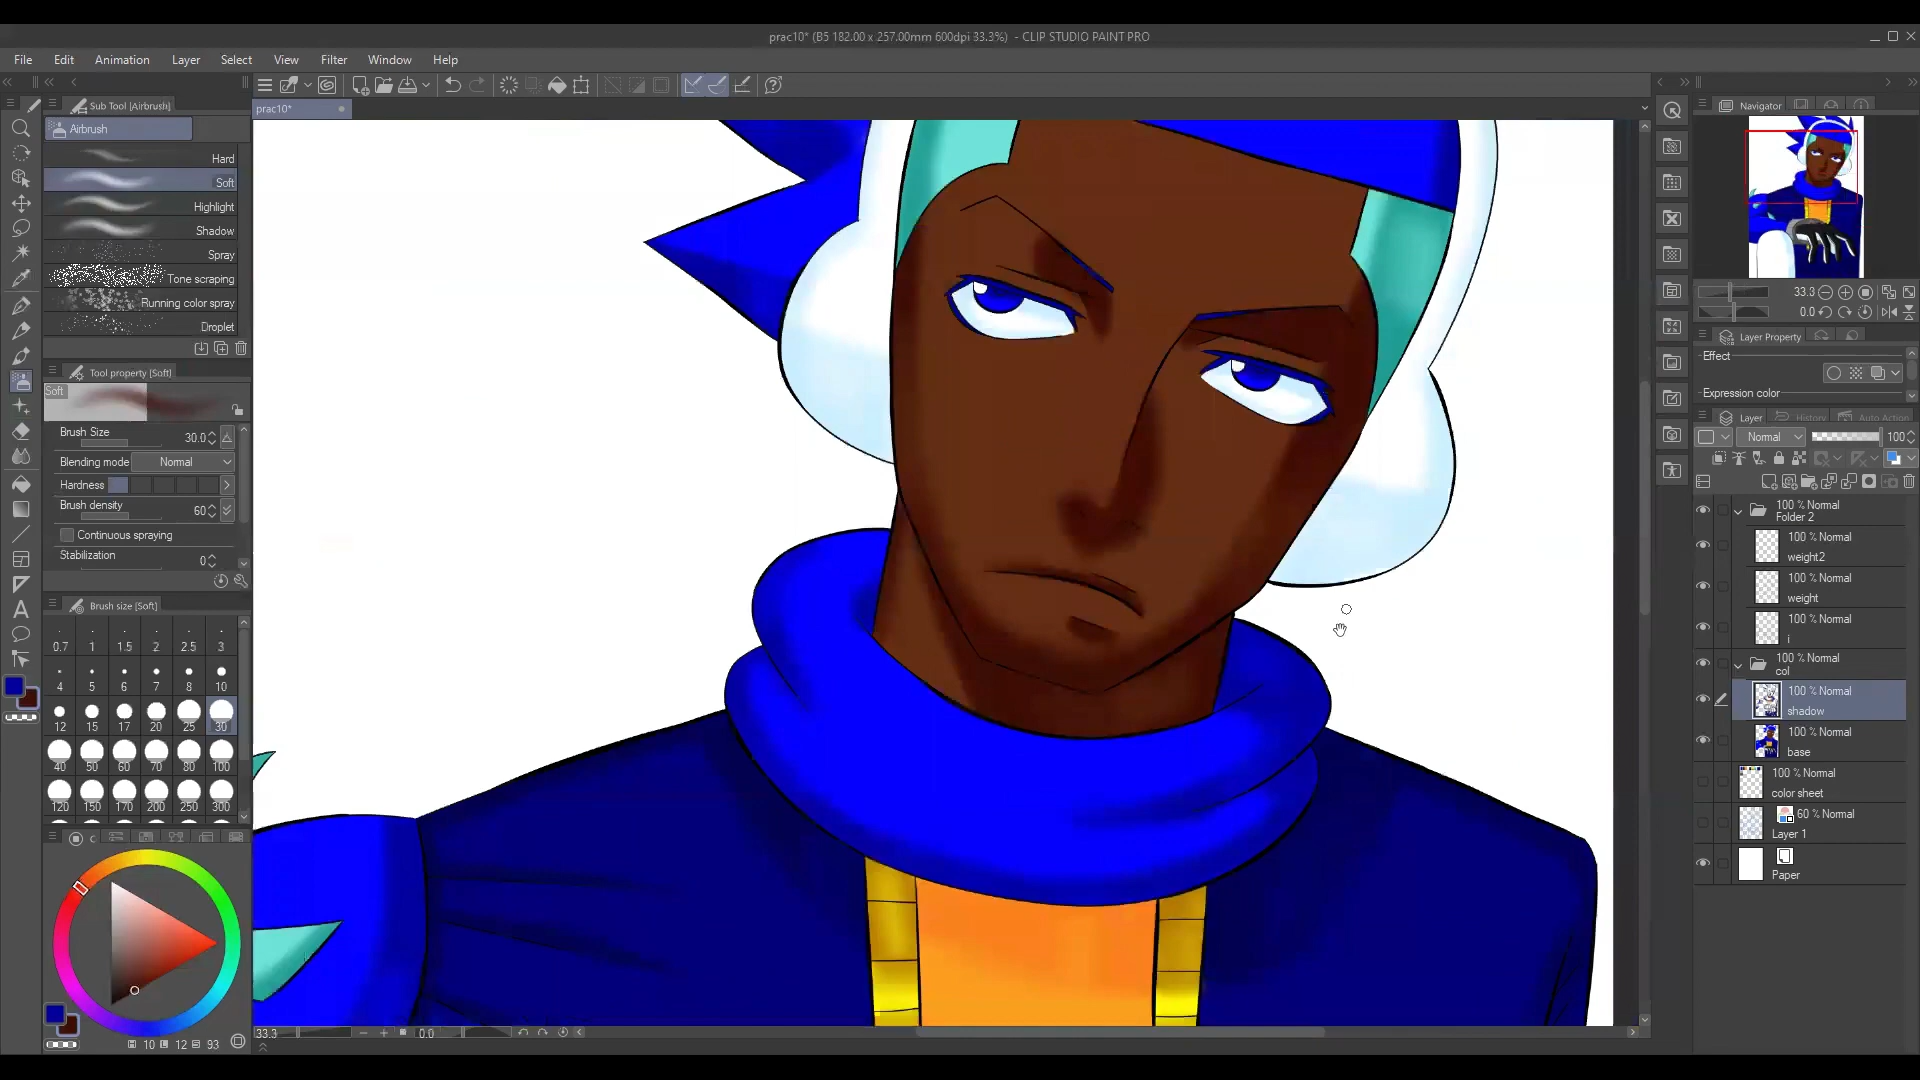 prac10* (B5 182.00 x 257.00mm 600dpi 33.3%) - CLIP STUDIO PAINT PRO
File Edit Animation Layer Select View Filter Window Help
Sub Tool [Airbrush]
prac10*
Navigator
Airbrush
Hard
Soft
Highlight
Shadow
Spray
Tone scraping
Running color spray
Droplet
33.3
0.0
Layer Property
Effect
Expression color
Tool property [Soft]
Soft
Brush Size 30.0
Blending mode Normal
Hardness
Brush density 60
Continuous spraying
Stabilization 0
Layer History Auto Action
Normal 100
100 % Normal
Folder 2
100 % Normal
weight2
100 % Normal
weight
100 % Normal
i
100 % Normal
col
100 % Normal
shadow
100 % Normal
base
100 % Normal
color sheet
60 % Normal
Layer 1
Paper
Brush size [Soft]
0.7 1 1.5 2 2.5 3
4 5 6 7 8 10
12 15 17 20 25 30
40 50 60 70 80 100
120 150 170 200 250 300
C
10 12 93
33.3 0.0